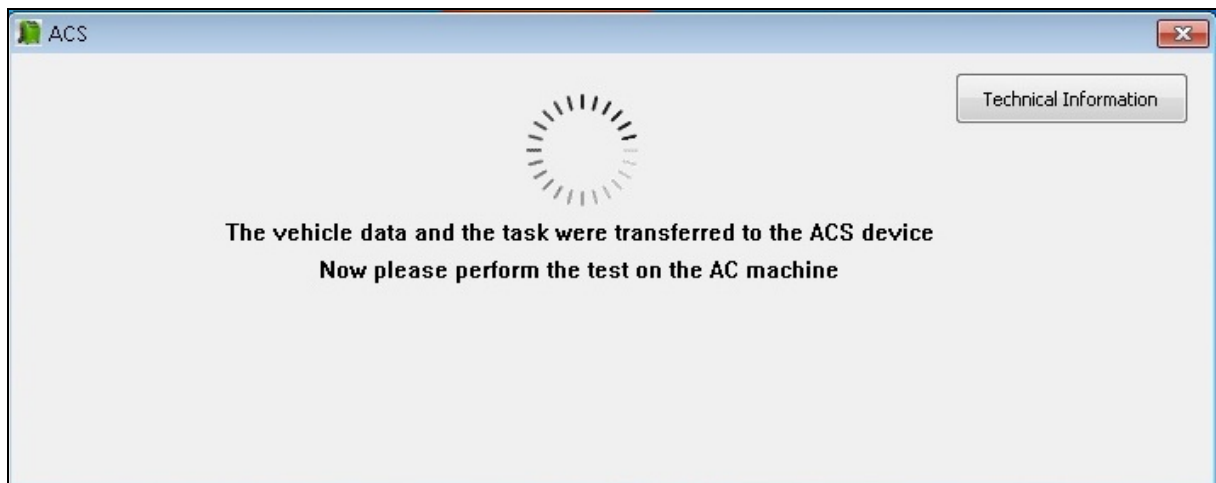 ACS
Technical Information
The vehicle data and the task were transferred to the ACS device
Now please perform the test on the AC machine